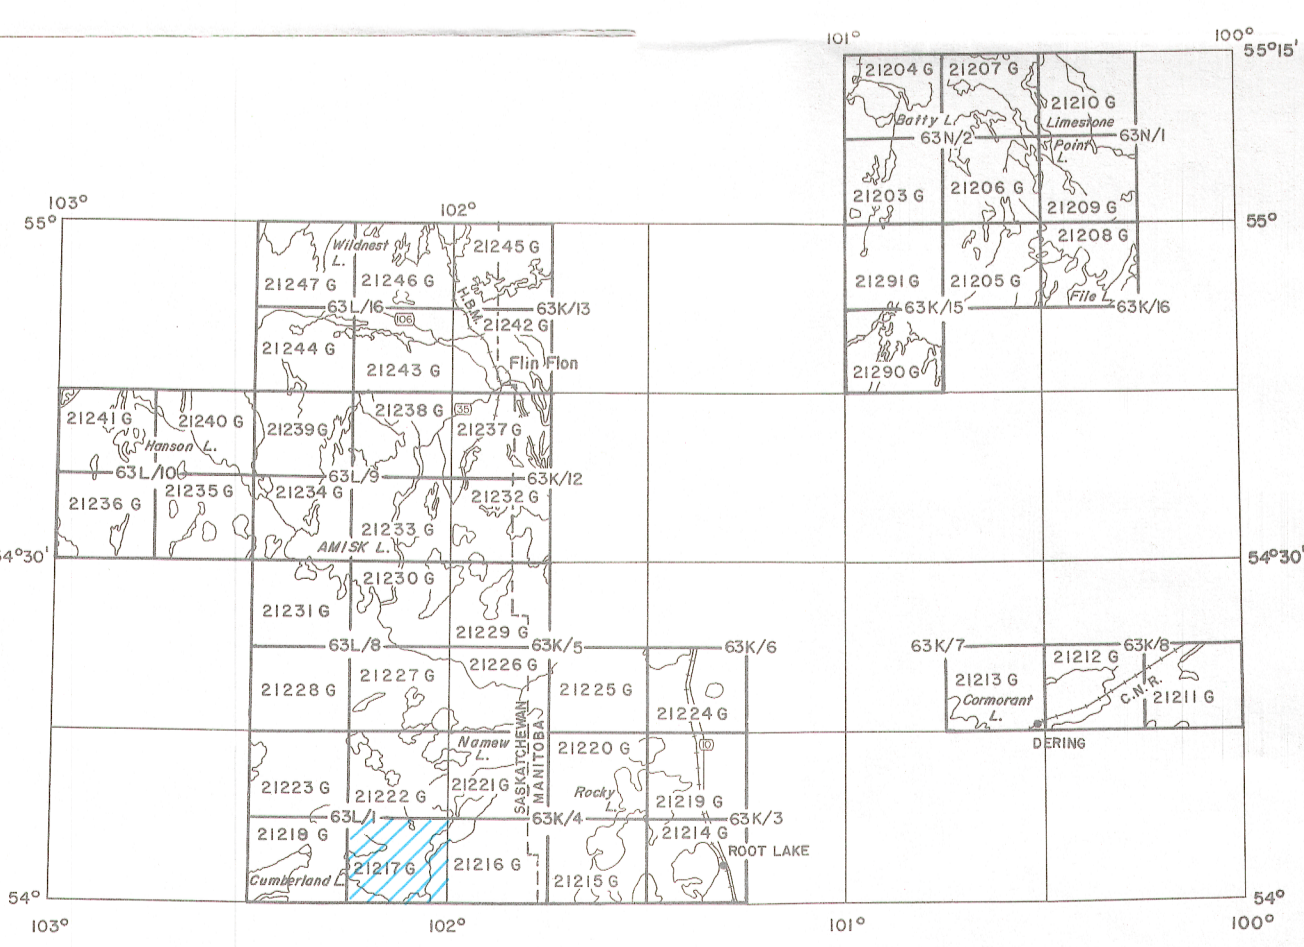 101° 100°
55°15'
21204 G 21207 G
21210 G
Batty L. Limestone
63N/2 63N/1
Point
L.
21203 G 21206 G
21209 G
103° 102°
55° 55°
21208 G
Wildnest 21245 G
L.
21247 G 21246 G 21291 G 21205 G
H.B.M. File L.
63L/16 63K/13 63K/15 63K/16
106
21242 G
21244 G
Flin Flon
21243 G 21290 G
21238 G 35
21241 G 21240 G 21239 G 21237 G
Hanson L.
63L/10 63L/9 63K/12
21235 G 21234 G 21232 G
21236 G
21233 G
AMISK L.
54°30' 54°30'
21230 G
21231 G
21229 G
63L/8 63K/5 63K/6 63K/7 63K/8
21212 G
21226 G
21227 G 21213 G
21228 G 21225 G C.N.R. 21211 G
Cormorant
L.
21224 G
SASKATCHEWAN
MANITOBA
Namew 21220 G 10 DERING
L.
21223 G 21222 G 21221 G
Rocky
L. 21219 G
63L/1 63K/4 63K/3
21218 G 21214 G
ROOT LAKE
21217 G 21216 G
Cumberland L. 21215 G
54° 54°
103° 102° 101° 100°